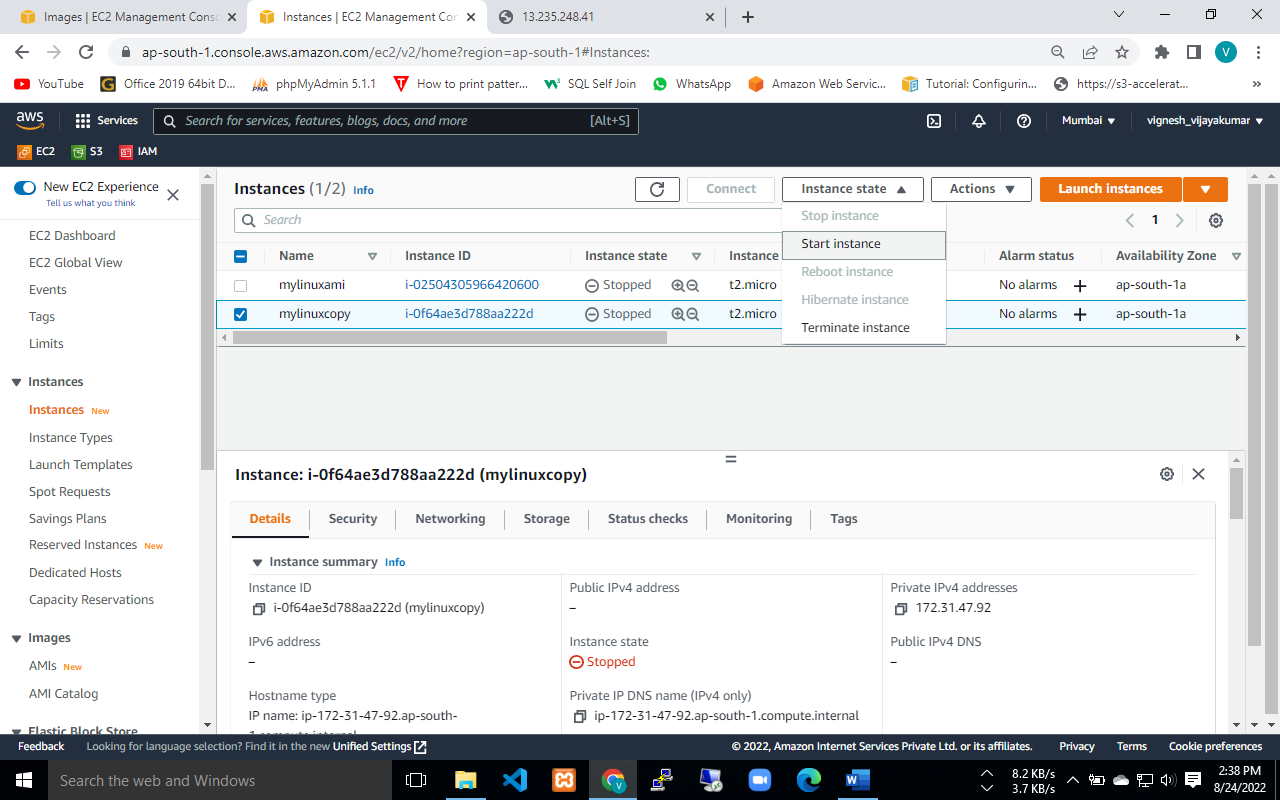 Images | EC2 Management Conso
Instances | EC2 Management Con
13.235.248.41
ap-south-1.console.aws.amazon.com/ec2/v2/home?region=ap-south-1#Instances:
V
YouTube
Office 2019 64bit D...
phpMyAdmin 5.1.1
How to print patter...
SQL Self Join
WhatsApp
Amazon Web Servic...
Tutorial: Configurin...
https://s3-accelerat...
»
aws
Services
Search for services, features, blogs, docs, and more
[Alt+S]
Mumbai
vignesh_vijayakumar
EC2
S3
IAM
New EC2 Experience
Tell us what you think
EC2 Dashboard
EC2 Global View
Events
Tags
Limits
Instances
Instances New
Instance Types
Launch Templates
Spot Requests
Savings Plans
Reserved Instances New
Dedicated Hosts
Capacity Reservations
Images
AMIs New
AMI Catalog
Elastic Block Store
Instances (1/2) Info
Connect
Instance state
Actions
Launch instances
Search
1
Stop instance
Start instance
Reboot instance
Hibernate instance
Terminate instance
Name Instance ID Instance state Instance Alarm status Availability Zone
mylinuxami i-02504305966420600 Stopped t2.micro No alarms + ap-south-1a
mylinuxcopy i-0f64ae3d788aa222d Stopped t2.micro No alarms + ap-south-1a
Instance: i-0f64ae3d788aa222d (mylinuxcopy)
Details Security Networking Storage Status checks Monitoring Tags
Instance summary Info
Instance ID
i-0f64ae3d788aa222d (mylinuxcopy)
Public IPv4 address
–
Private IPv4 addresses
172.31.47.92
IPv6 address
–
Instance state
Stopped
Public IPv4 DNS
–
Hostname type
IP name: ip-172-31-47-92.ap-south-
1.compute.internal
Private IP DNS name (IPv4 only)
ip-172-31-47-92.ap-south-1.compute.internal
Feedback
Looking for language selection? Find it in the new Unified Settings
© 2022, Amazon Internet Services Private Ltd. or its affiliates.
Privacy
Terms
Cookie preferences
Search the web and Windows
8.2 KB/s
3.7 KB/s
2:38 PM
8/24/2022